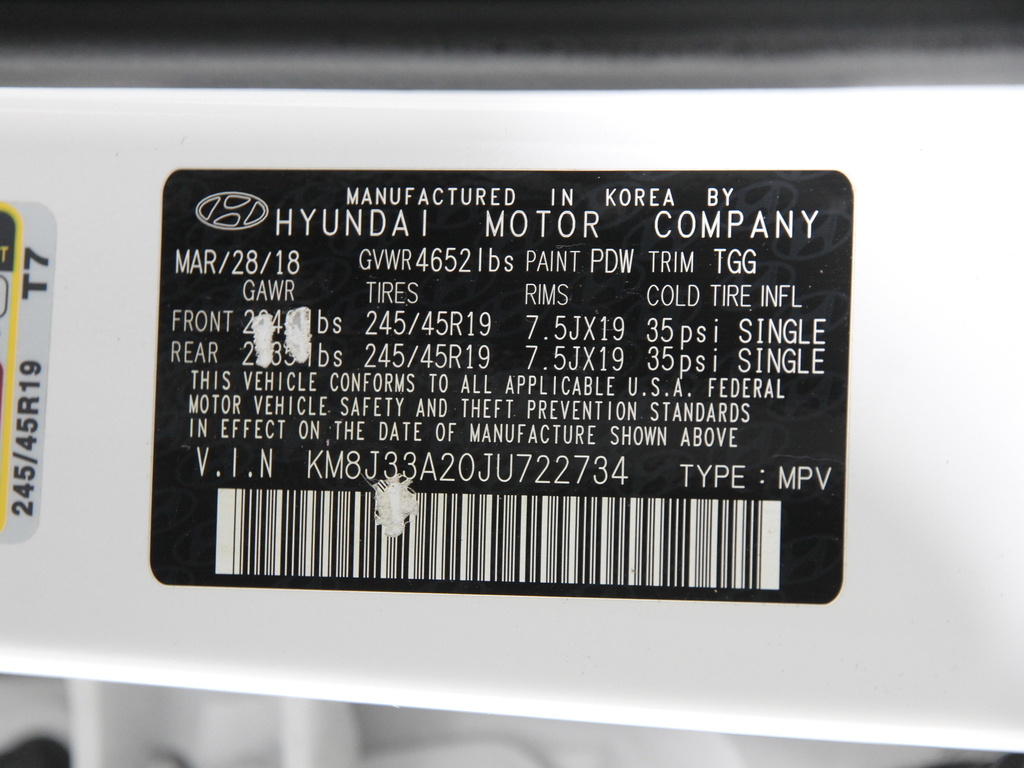 MANUFACTURED IN KOREA BY
HYUNDAI MOTOR COMPANY
MAR/28/18 GVWR 4652lbs PAINT PDW TRIM TGG
GAWR TIRES RIMS COLD TIRE INFL
FRONT lbs 245/45R19 7.5JX19 35psi SINGLE
REAR lbs 245/45R19 7.5JX19 35psi SINGLE
THIS VEHICLE CONFORMS TO ALL APPLICABLE U.S.A. FEDERAL
MOTOR VEHICLE SAFETY AND THEFT PREVENTION STANDARDS
IN EFFECT ON THE DATE OF MANUFACTURE SHOWN ABOVE
V.I.N KM8J33A20JU722734 TYPE : MPV
245/45R19 T7